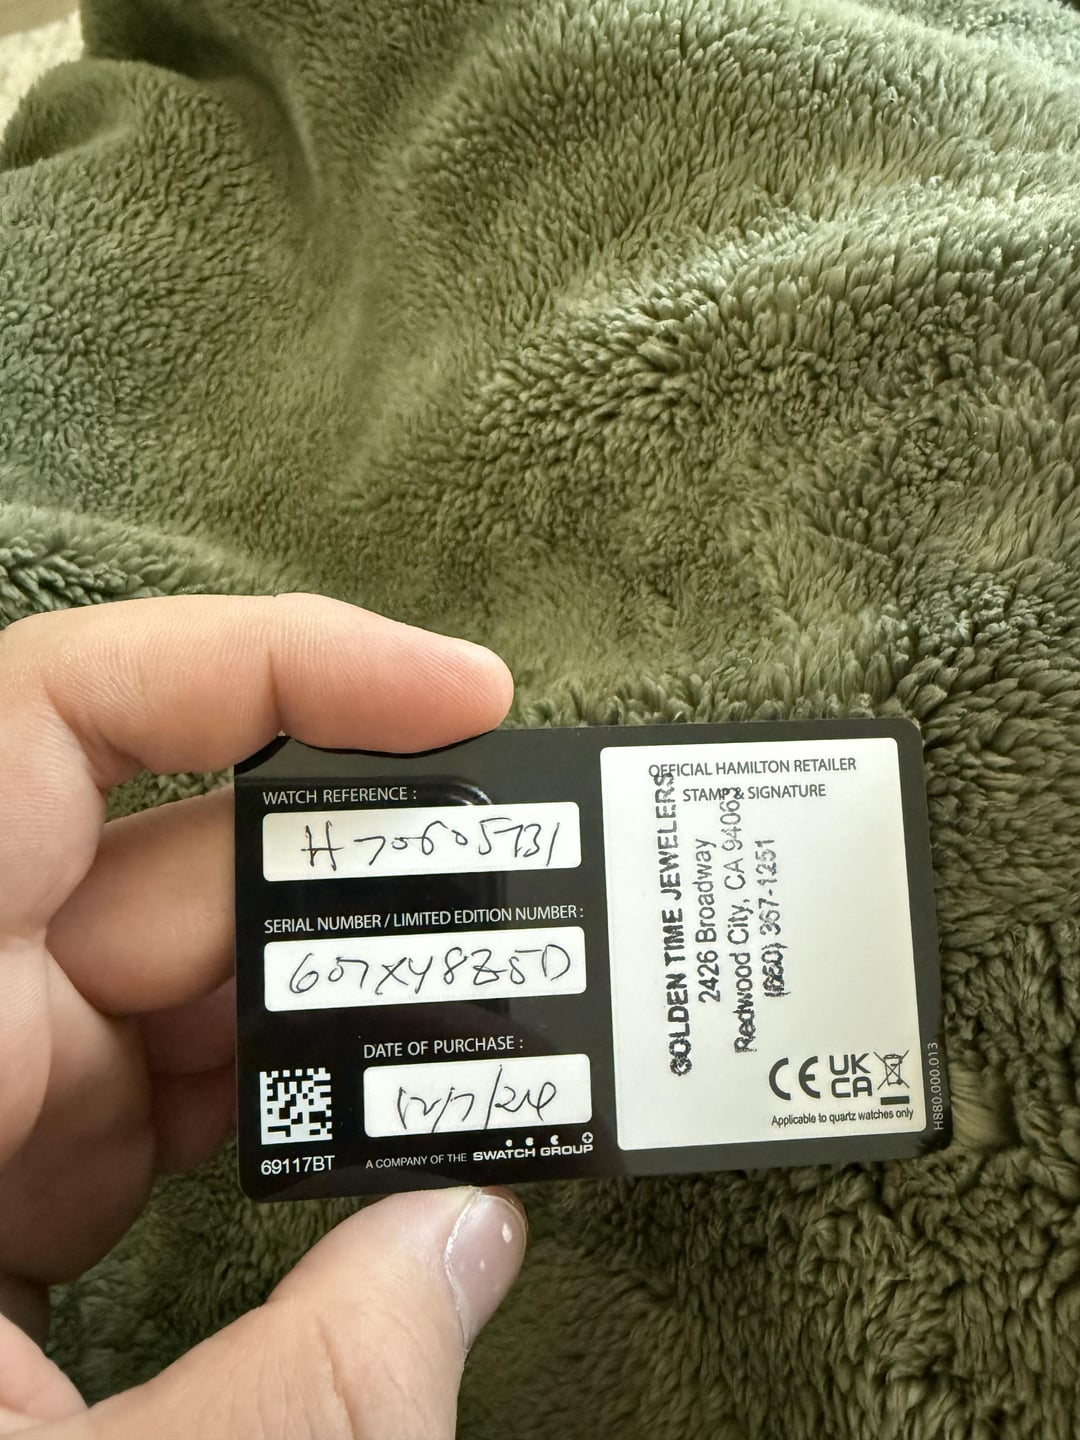 WATCH REFERENCE :
H70605731
SERIAL NUMBER / LIMITED EDITION NUMBER :
607XY8Z5D
DATE OF PURCHASE :
12/7/24
69117BT
A COMPANY OF THE SWATCH GROUP
OFFICIAL HAMILTON RETAILER
STAMP & SIGNATURE
GOLDEN TIME JEWELERS
2426 Broadway
Redwood City, CA 94063
(650) 367-1251
CE UK CA
Applicable to quartz watches only
H880.000.013